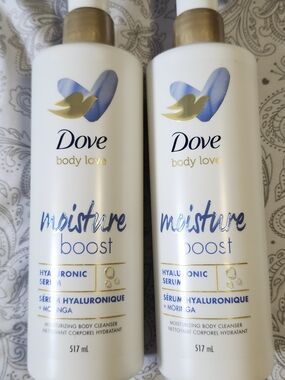 Dove
body love
moisture
boost
HYALURONIC
SERUM
SÉRUM HYALURONIQUE
+ MORINGA
MOISTURIZING BODY CLEANSER
NETTOYANT CORPOREL HYDRATANT
517 mL
Dove
body love
moisture
boost
HYALURONIC
SERUM
SÉRUM HYALURONIQUE
+ MORINGA
MOISTURIZING BODY CLEANSER
NETTOYANT CORPOREL HYDRATANT
517 mL